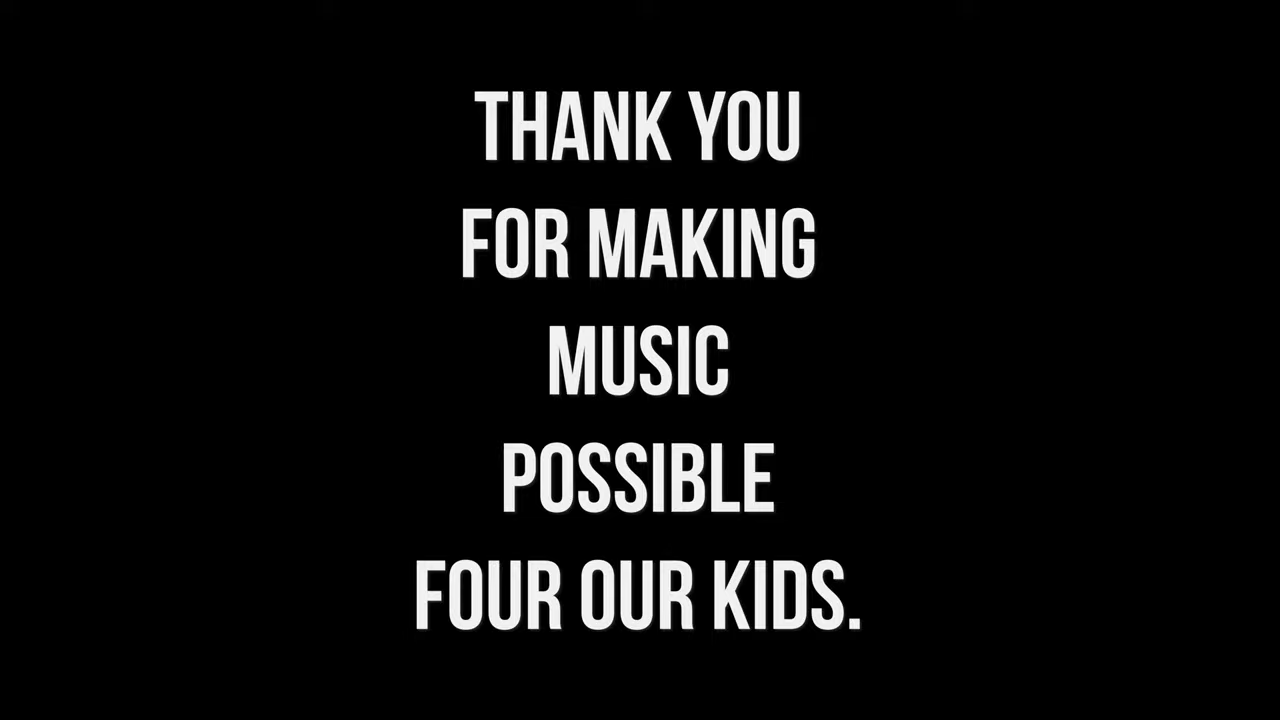 THANK YOU
FOR MAKING
MUSIC
POSSIBLE
FOUR OUR KIDS.